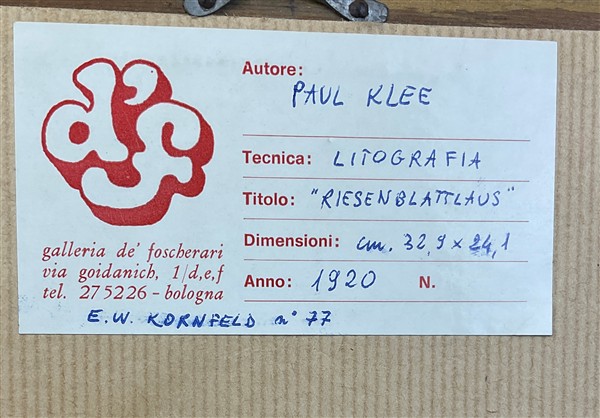 d'f
Autore:
PAUL KLEE
Tecnica: LITOGRAFIA
Titolo: "RIESENBLATTLAUS"
Dimensioni: cm. 32,9 x 24,1
Anno: 1920 N.
galleria de' foscherari
via goidanich, 1/d,e,f
tel. 275226 - bologna
E.W. KORNFELD n° 77